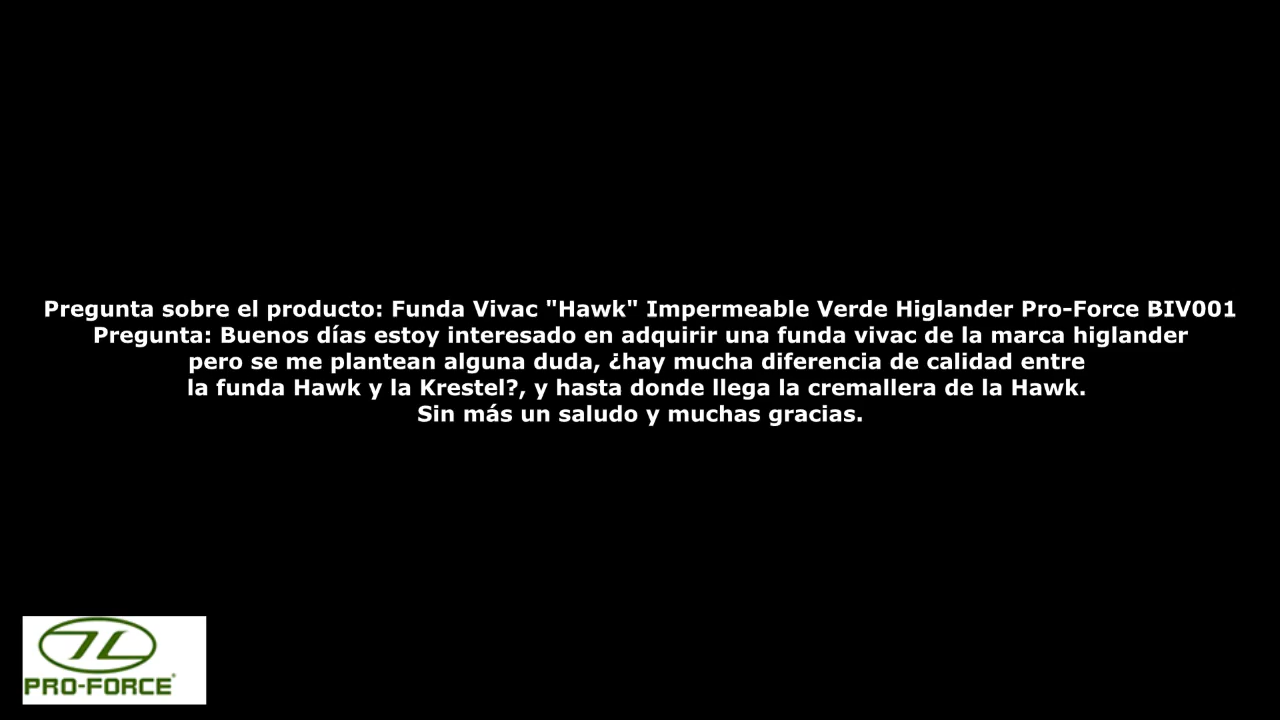 Pregunta sobre el producto: Funda Vivac "Hawk" Impermeable Verde Higlander Pro-Force BIV001
Pregunta: Buenos días estoy interesado en adquirir una funda vivac de la marca higlander
pero se me plantean alguna duda, ¿hay mucha diferencia de calidad entre
la funda Hawk y la Krestel?, y hasta donde llega la cremallera de la Hawk.
Sin más un saludo y muchas gracias.
PRO-FORCE